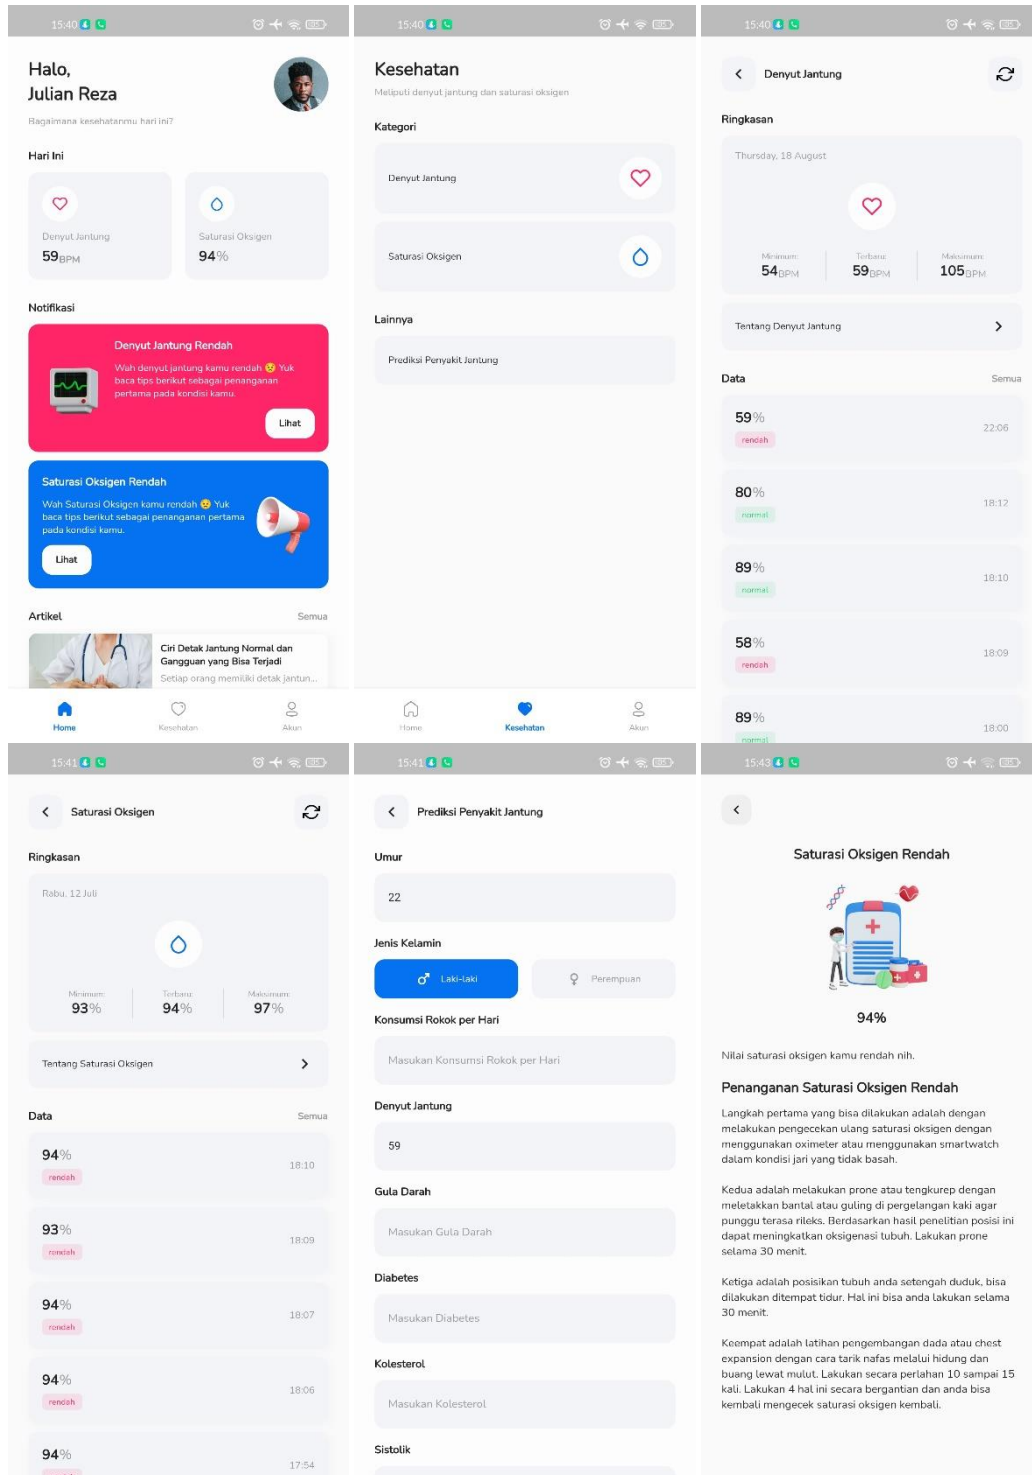 15:40
Halo,
Julian Reza
Bagaimana kesehatanmu hari ini?
Hari Ini
Denyut Jantung
59BPM
Saturasi Oksigen
94%
Notifikasi
Denyut Jantung Rendah
Wah denyut jantung kamu rendah 😟 Yuk
baca tips berikut sebagai penanganan
pertama pada kondisi kamu.
Lihat
Saturasi Oksigen Rendah
Wah Saturasi Oksigen kamu rendah 😟 Yuk
baca tips berikut sebagai penanganan pertama
pada kondisi kamu.
Lihat
Artikel
Semua
Ciri Detak Jantung Normal dan
Gangguan yang Bisa Terjadi
Setiap orang memiliki detak jantun...
Home
Kesehatan
Akun
15:40
Kesehatan
Meliputi denyut jantung dan saturasi oksigen
Kategori
Denyut Jantung
Saturasi Oksigen
Lainnya
Prediksi Penyakit Jantung
Home
Kesehatan
Akun
15:40
Denyut Jantung
Ringkasan
Thursday, 18 August
Minimum:
54BPM
Terbaru:
59BPM
Maksimum:
105BPM
Tentang Denyut Jantung
Data
Semua
59%
rendah
22:06
80%
normal
18:12
89%
normal
18:10
58%
rendah
18:09
89%
normal
18:00
15:41
Saturasi Oksigen
Ringkasan
Rabu, 12 Juli
Minimum:
93%
Terbaru:
94%
Maksimum:
97%
Tentang Saturasi Oksigen
Data
Semua
94%
rendah
18:10
93%
rendah
18:09
94%
rendah
18:07
94%
rendah
18:06
94%
17:54
15:41
Prediksi Penyakit Jantung
Umur
22
Jenis Kelamin
Laki-laki
Perempuan
Konsumsi Rokok per Hari
Masukan Konsumsi Rokok per Hari
Denyut Jantung
59
Gula Darah
Masukan Gula Darah
Diabetes
Masukan Diabetes
Kolesterol
Masukan Kolesterol
Sistolik
15:43
Saturasi Oksigen Rendah
94%
Nilai saturasi oksigen kamu rendah nih.
Penanganan Saturasi Oksigen Rendah
Langkah pertama yang bisa dilakukan adalah dengan
melakukan pengecekan ulang saturasi oksigen dengan
menggunakan oximeter atau menggunakan smartwatch
dalam kondisi jari yang tidak basah.
Kedua adalah melakukan prone atau tengkurep dengan
meletakkan bantal atau guling di pergelangan kaki agar
punggu terasa rileks. Berdasarkan hasil penelitian posisi ini
dapat meningkatkan oksigenasi tubuh. Lakukan prone
selama 30 menit.
Ketiga adalah posisikan tubuh anda setengah duduk, bisa
dilakukan ditempat tidur. Hal ini bisa anda lakukan selama
30 menit.
Keempat adalah latihan pengembangan dada atau chest
expansion dengan cara tarik nafas melalui hidung dan
buang lewat mulut. Lakukan secara perlahan 10 sampai 15
kali. Lakukan 4 hal ini secara bergantian dan anda bisa
kembali mengecek saturasi oksigen kembali.